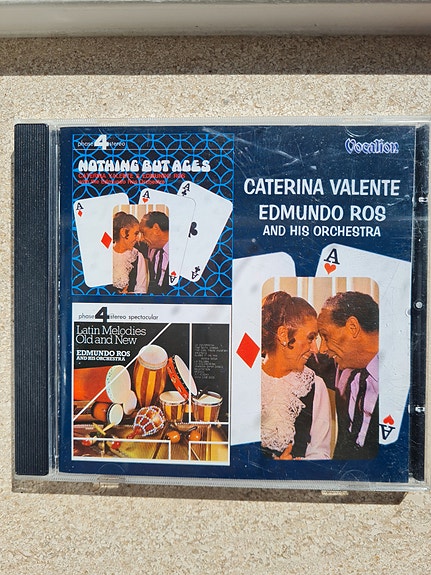 phase 4 stereo
NOTHING BUT ACES
CATERINA VALENTE & EDMUNDO ROS
A
A
A
A
phase 4 stereo spectacular
Latin Melodies
Old and New
EDMUNDO ROS
AND HIS ORCHESTRA
Vocalion
CATERINA VALENTE
EDMUNDO ROS
AND HIS ORCHESTRA
A
A